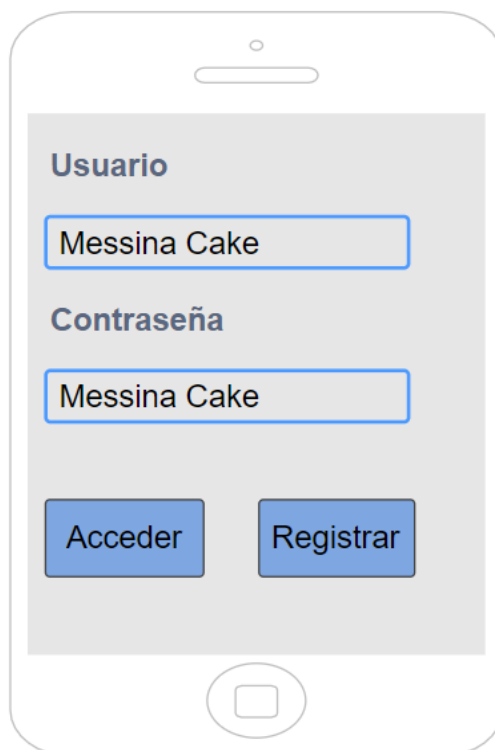 Usuario
Messina Cake
Contraseña
Messina Cake
Acceder Registrar